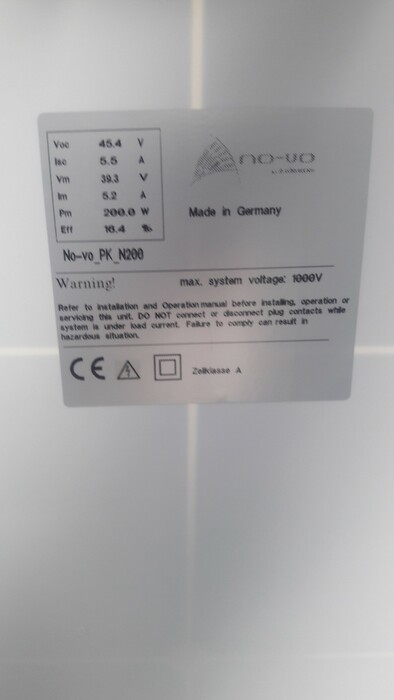 Voc 45.4 V
Isc 5.5 A
Vm 39.3 V
Im 5.2 A
Pm 200.0 W
Eff 16.4 %
no-vo
by
Made in Germany
No-vo_PK_N200
Warning! max. system voltage: 1000V
Refer to Installation and Operation manual before installing, operation or
servicing this unit. DO NOT connect or disconnect plug contacts while
system is under load current. Failure to comply can result in
hazardous situation.
CE Zellklasse A